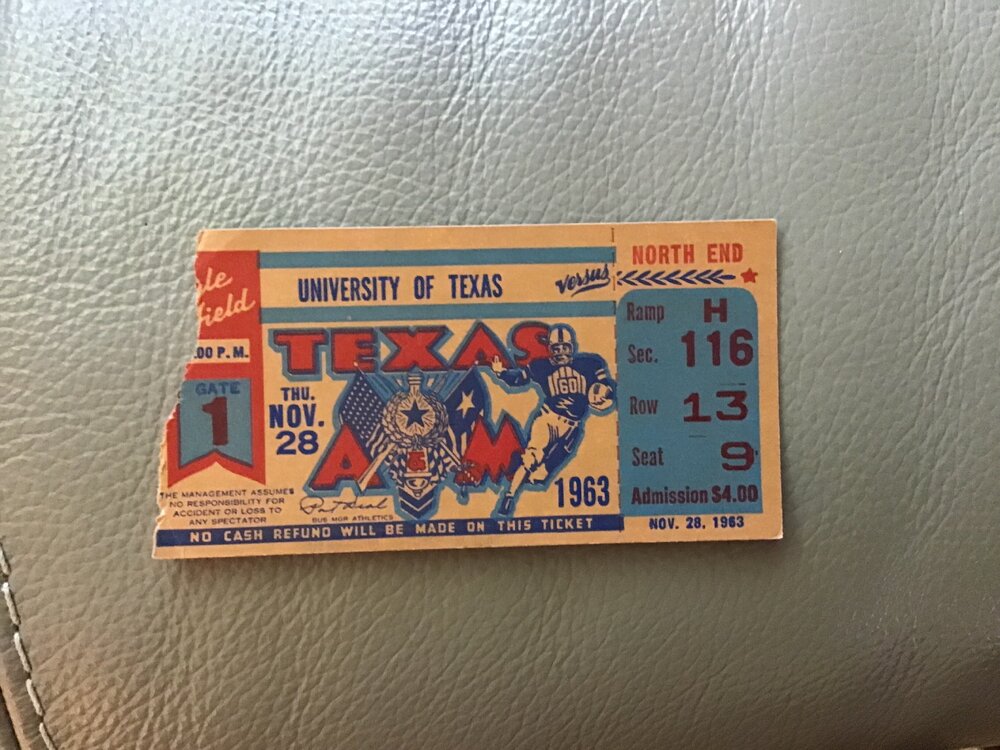 NORTH END
UNIVERSITY OF TEXAS versus
le
ield
.00 P.M.
GATE
1
TEXAS
A M
THU.
NOV.
28
60
1963
THE MANAGEMENT ASSUMES
NO RESPONSIBILITY FOR
ACCIDENT OR LOSS TO
ANY SPECTATOR
BUS MGR ATHLETICS
NO CASH REFUND WILL BE MADE ON THIS TICKET
Ramp H
Sec. 116
Row 13
Seat 9
Admission $4.00
NOV. 28, 1963